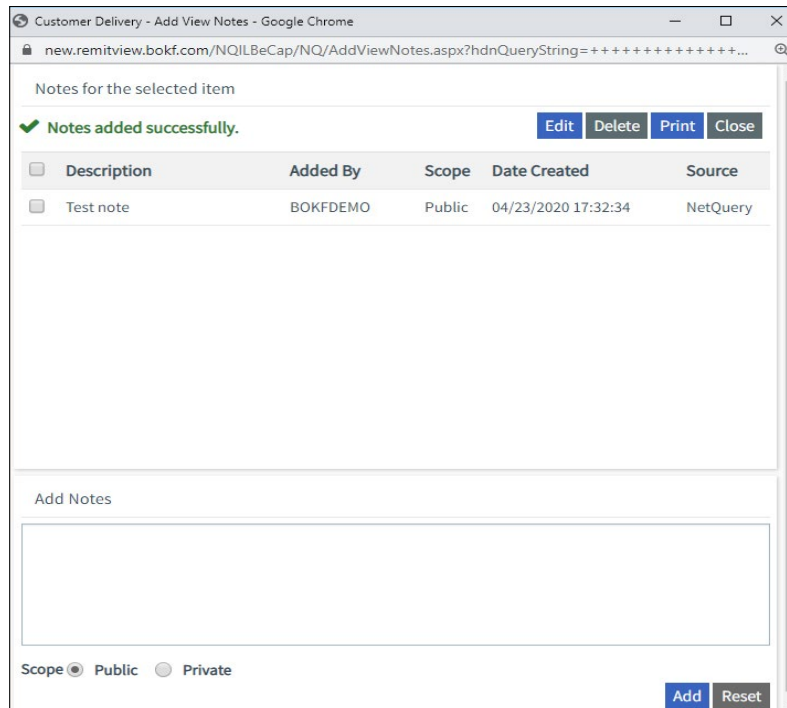 Customer Delivery - Add View Notes - Google Chrome
new.remitview.bokf.com/NQILBeCap/NQ/AddViewNotes.aspx?hdnQueryString=++++++++++++++...
Notes for the selected item
Notes added successfully. Edit Delete Print Close
Description Added By Scope Date Created Source
Test note BOKFDEMO Public 04/23/2020 17:32:34 NetQuery
Add Notes
Scope Public Private
Add Reset